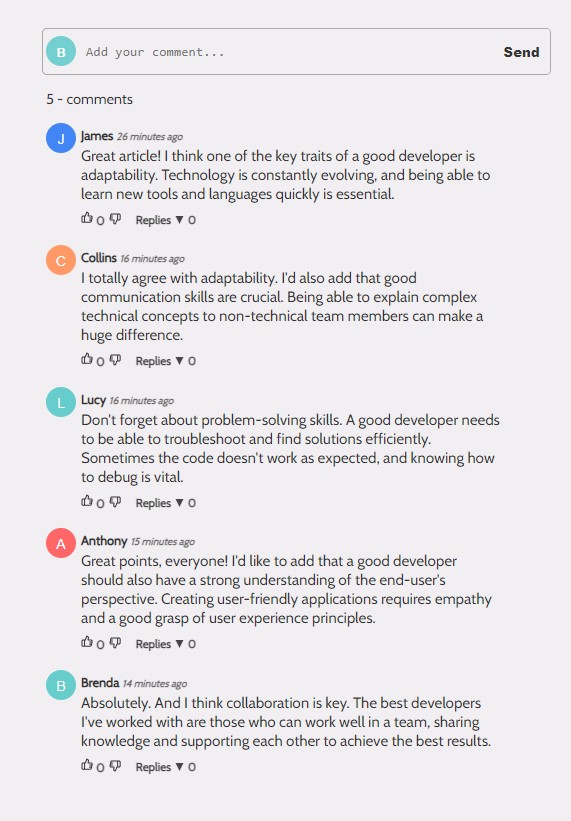 B Add your comment... Send
5 - comments
J James 26 minutes ago
Great article! I think one of the key traits of a good developer is
adaptability. Technology is constantly evolving, and being able to
learn new tools and languages quickly is essential.
0 Replies ▼ 0
C Collins 16 minutes ago
I totally agree with adaptability. I'd also add that good
communication skills are crucial. Being able to explain complex
technical concepts to non-technical team members can make a
huge difference.
0 Replies ▼ 0
L Lucy 16 minutes ago
Don't forget about problem-solving skills. A good developer needs
to be able to troubleshoot and find solutions efficiently.
Sometimes the code doesn't work as expected, and knowing how
to debug is vital.
0 Replies ▼ 0
A Anthony 15 minutes ago
Great points, everyone! I'd like to add that a good developer
should also have a strong understanding of the end-user's
perspective. Creating user-friendly applications requires empathy
and a good grasp of user experience principles.
0 Replies ▼ 0
B Brenda 14 minutes ago
Absolutely. And I think collaboration is key. The best developers
I've worked with are those who can work well in a team, sharing
knowledge and supporting each other to achieve the best results.
0 Replies ▼ 0